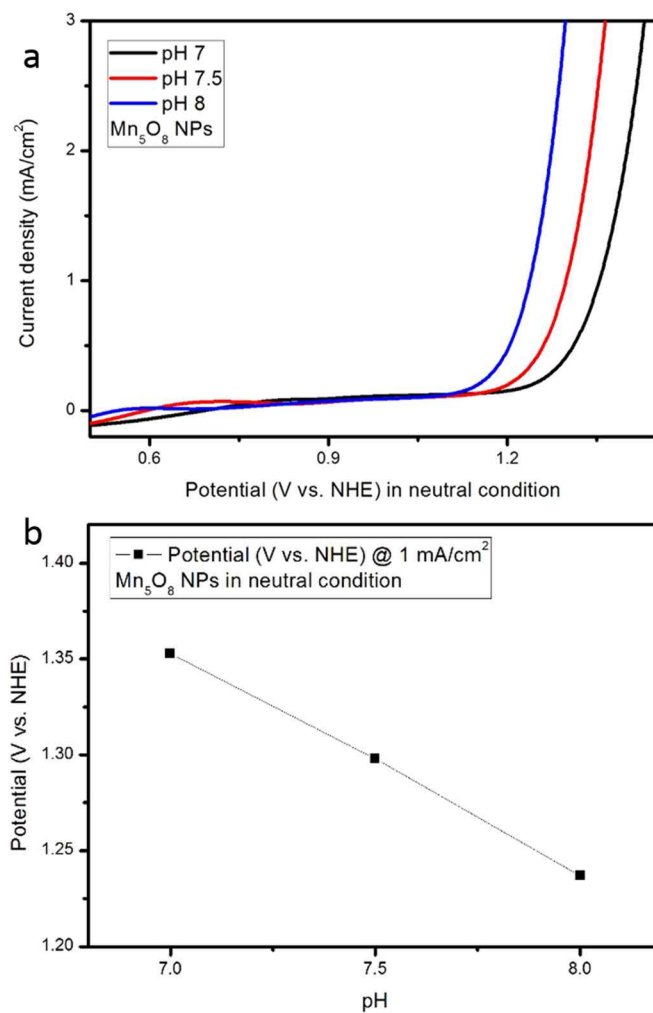 a
pH 7
pH 7.5
pH 8
Mn₅O₈ NPs
3
2
1
0
Current density (mA/cm²)
0.6 0.9 1.2
Potential (V vs. NHE) in neutral condition
b
Potential (V vs. NHE) @ 1 mA/cm²
Mn₅O₈ NPs in neutral condition
1.40
1.35
1.30
1.25
1.20
Potential (V vs. NHE)
7.0 7.5 8.0
pH